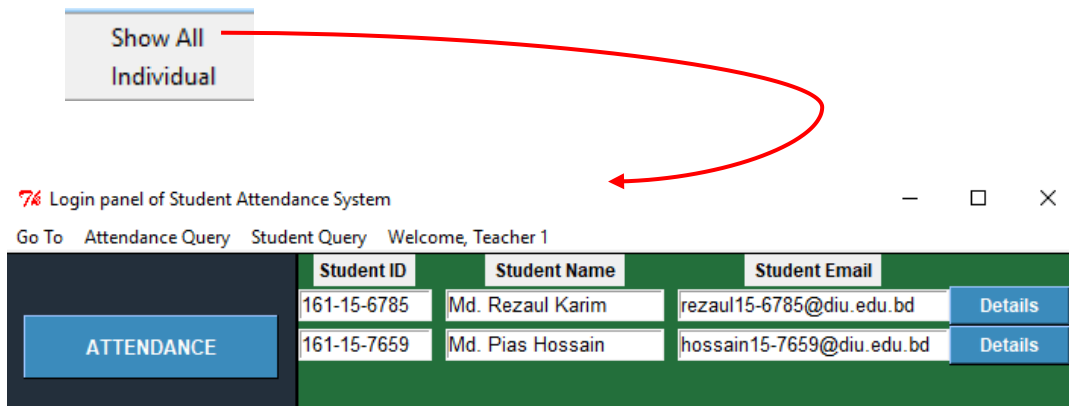 Show All
Individual
Login panel of Student Attendance System
Go To Attendance Query Student Query Welcome, Teacher 1
Student ID Student Name Student Email
161-15-6785 Md. Rezaul Karim rezaul15-6785@diu.edu.bd Details
ATTENDANCE
161-15-7659 Md. Pias Hossain hossain15-7659@diu.edu.bd Details